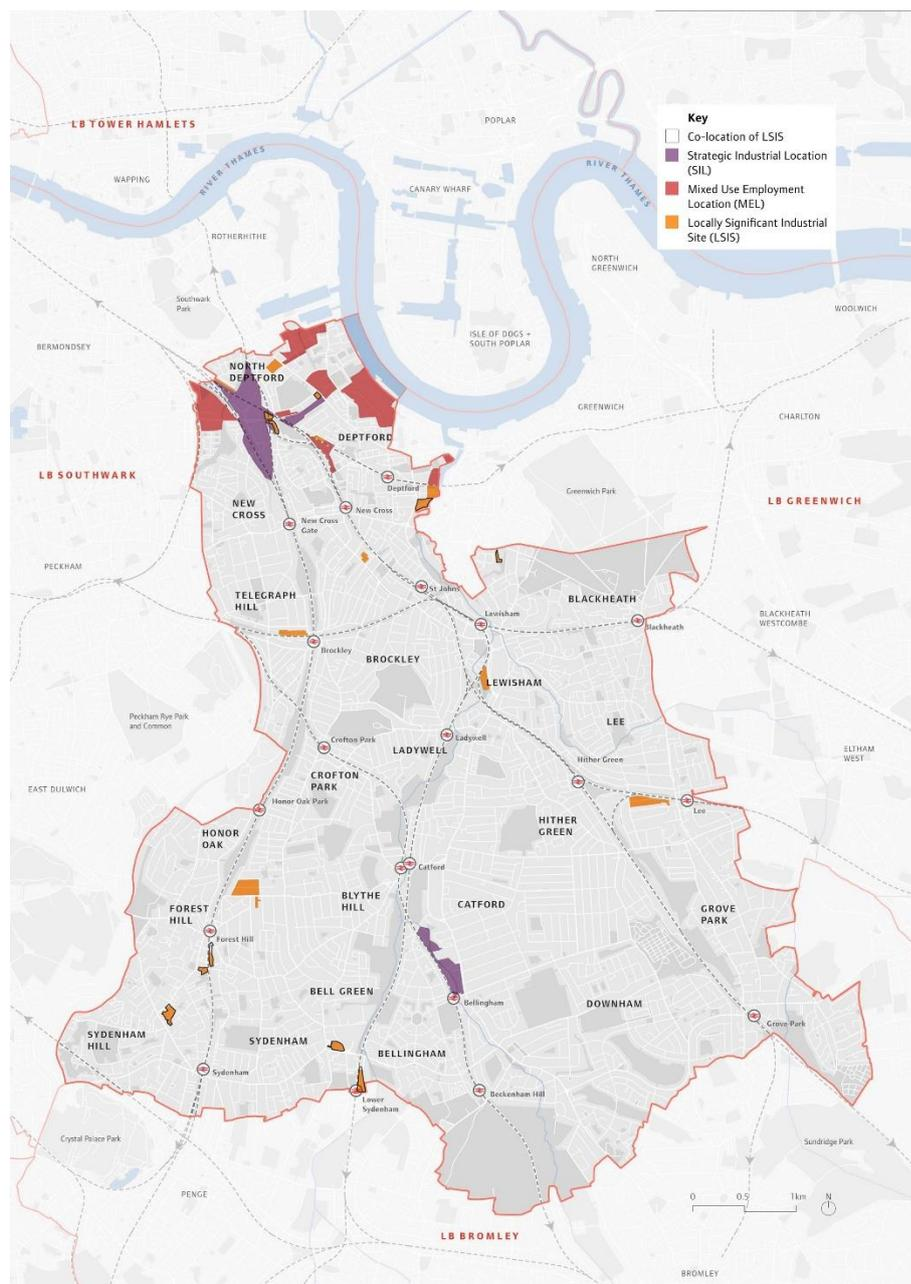 LB TOWER HAMLETS
POPLAR
Key
Co-location of LSIS
Strategic Industrial Location
(SIL)
Mixed Use Employment
Location (MEL)
Locally Significant Industrial
Site (LSIS)
WAPPING
RIVER THAMES
CANARY WHARF
RIVER THAMES
ROTHERHITHE
NORTH
GREENWICH
Southwark
Park
WOOLWICH
BERMONDSEY
ISLE OF DOGS +
SOUTH POPLAR
NORTH
DEPTFORD
GREENWICH
CHARLTON
DEPTFORD
LB SOUTHWARK
Deptford
Greenwich Park
LB GREENWICH
NEW
CROSS
New Cross
New Cross
Gate
PECKHAM
St Johns
TELEGRAPH
HILL
BLACKHEATH
Lewisham
Blackheath
BLACKHEATH
WESTCOMBE
Brockley
BROCKLEY
LEWISHAM
Peckham Rye Park
and Common
LEE
Crofton Park
LADYWELL
Ladywell
ELTHAM
WEST
Hither Green
CROFTON
PARK
EAST DULWICH
Honor Oak Park
Lee
HONOR
OAK
HITHER
GREEN
Catford
BLYTHE
HILL
CATFORD
FOREST
HILL
GROVE
PARK
Forest Hill
BELL GREEN
Bellingham
DOWNHAM
Grove Park
SYDENHAM
HILL
SYDENHAM
BELLINGHAM
Sydenham
Lower
Sydenham
Beckenham Hill
Crystal Palace Park
Sundridge Park
PENGE
0 0.5 1km N
LB BROMLEY
BROMLEY